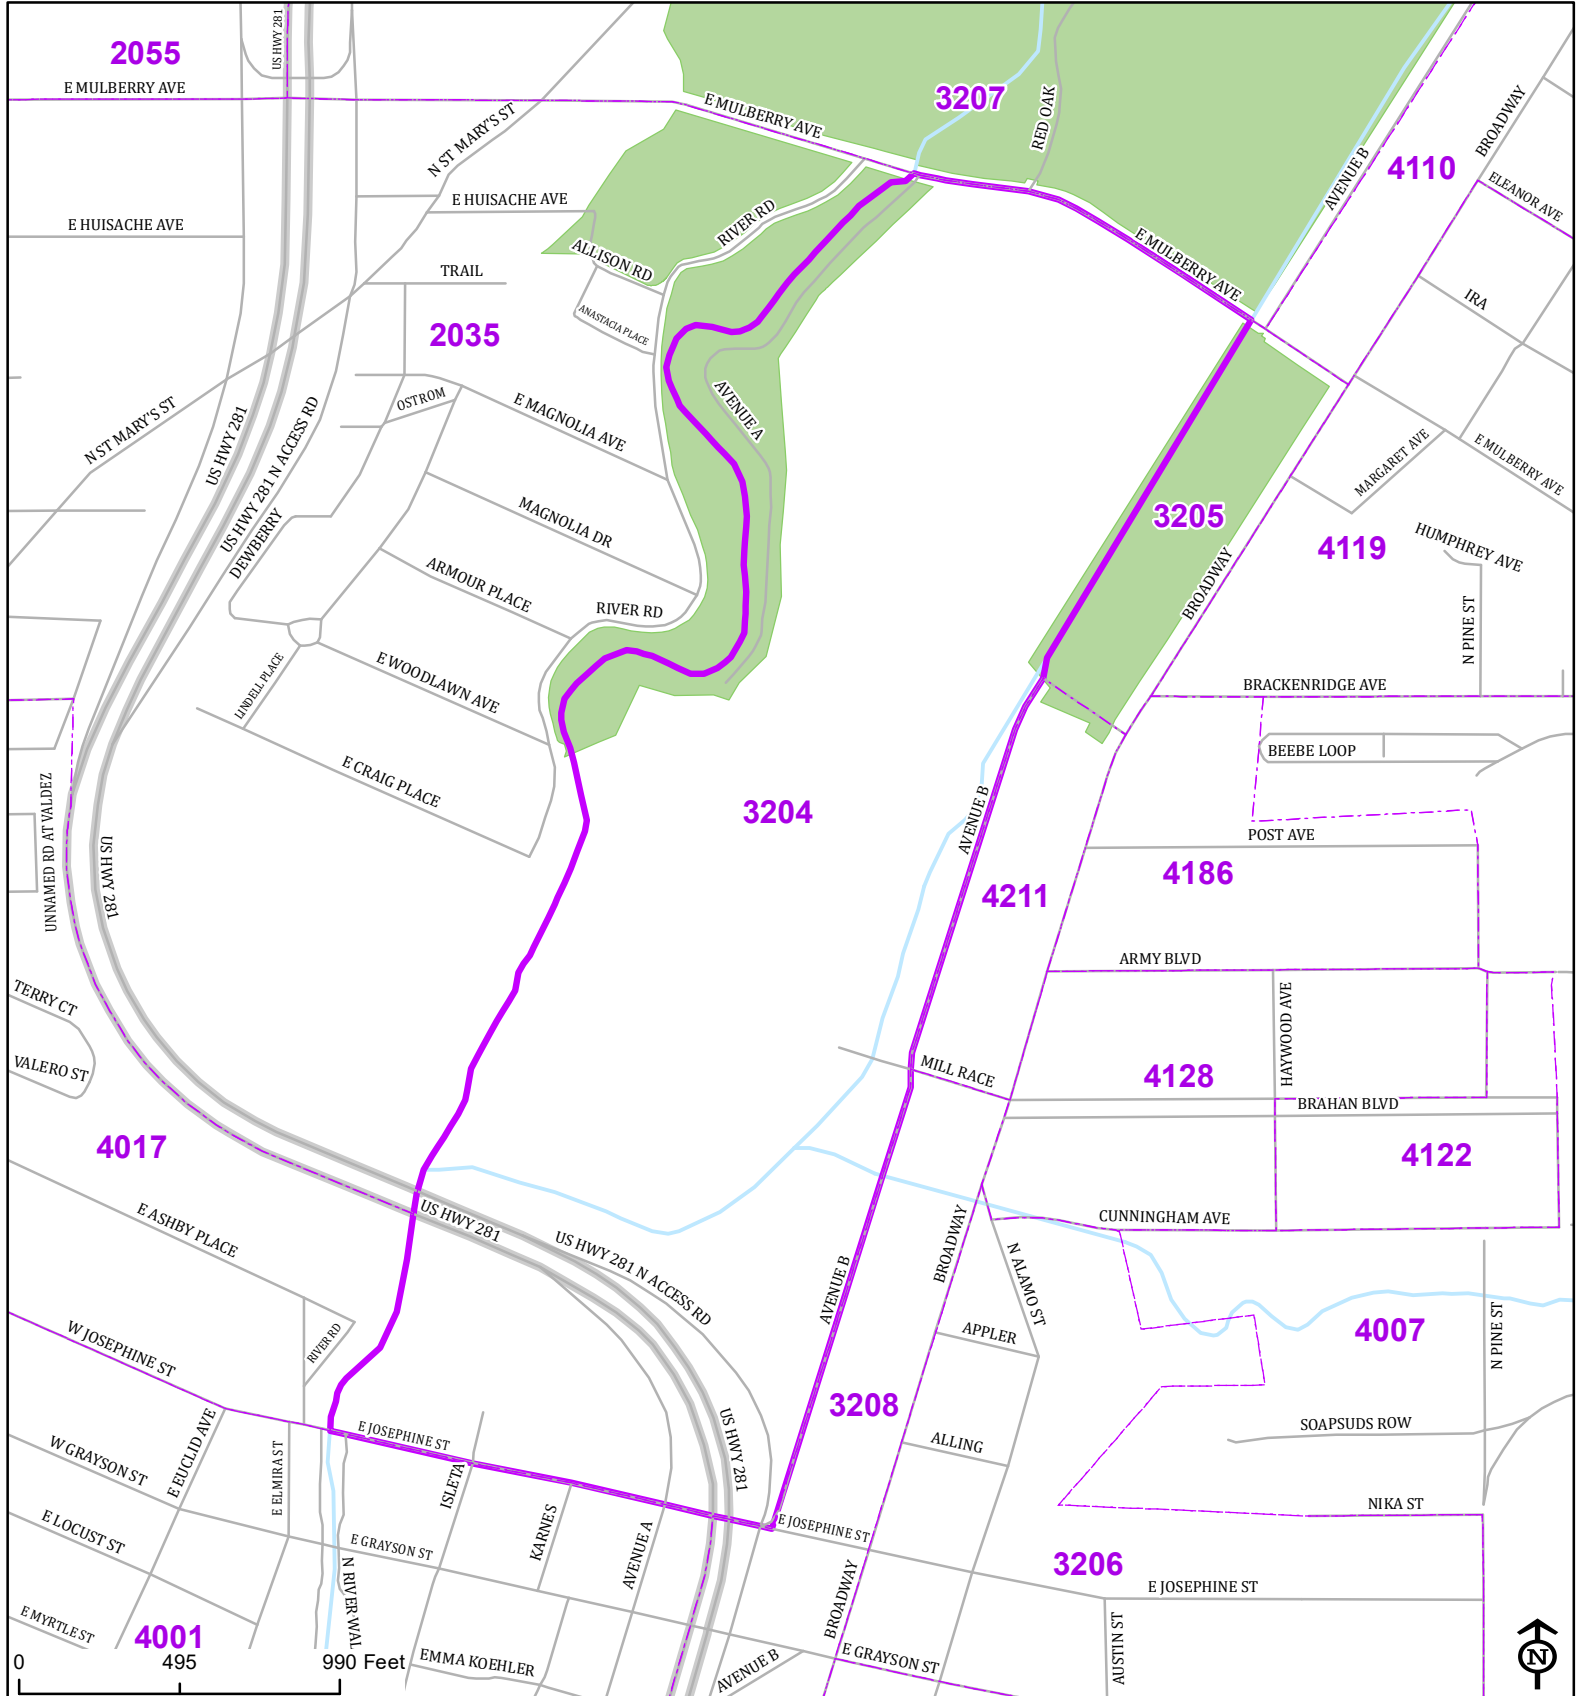 US HWY 281
2055
E MULBERRY AVE
3207
E MULBERRY AVE
RED OAK
BROADWAY
N ST MARY'S ST
AVENUE B
4110
ELEANOR AVE
E HUISACHE AVE
E HUISACHE AVE
RIVER RD
E MULBERRY AVE
ALLISON RD
TRAIL
IRA
ANASTACIA PLACE
2035
AVENUE A
OSTROM
E MAGNOLIA AVE
N ST MARY'S ST
US HWY 281
US HWY 281 N ACCESS RD
MARGARET AVE
E MULBERRY AVE
3205
MAGNOLIA DR
DEWBERRY
4119
HUMPHREY AVE
ARMOUR PLACE
BROADWAY
RIVER RD
N PINE ST
LINDELL PLACE
E WOODLAWN AVE
BRACKENRIDGE AVE
BEEBE LOOP
E CRAIG PLACE
UNNAMED RD AT VALDEZ
3204
AVENUE B
POST AVE
US HWY 281
4186
4211
ARMY BLVD
TERRY CT
HAYWOOD AVE
VALERO ST
MILL RACE
4128
BRAHAN BLVD
4017
4122
E ASHBY PLACE
US HWY 281
US HWY 281 N ACCESS RD
CUNNINGHAM AVE
BROADWAY
N ALAMO ST
AVENUE B
W JOSEPHINE ST
RIVER RD
APPLER
4007
N PINE ST
3208
E JOSEPHINE ST
US HWY 281
SOAPSUDS ROW
ALLING
W GRAYSON ST
E EUCLID AVE
E ELMIRA ST
ISLETA
NIKA ST
E LOCUST ST
E GRAYSON ST
KARNES
AVENUE A
E JOSEPHINE ST
3206
E JOSEPHINE ST
N RIVER WAL
BROADWAY
E MYRTLE ST
4001
AUSTIN ST
E GRAYSON ST
EMMA KOEHLER
AVENUE B
0 495 990 Feet
N